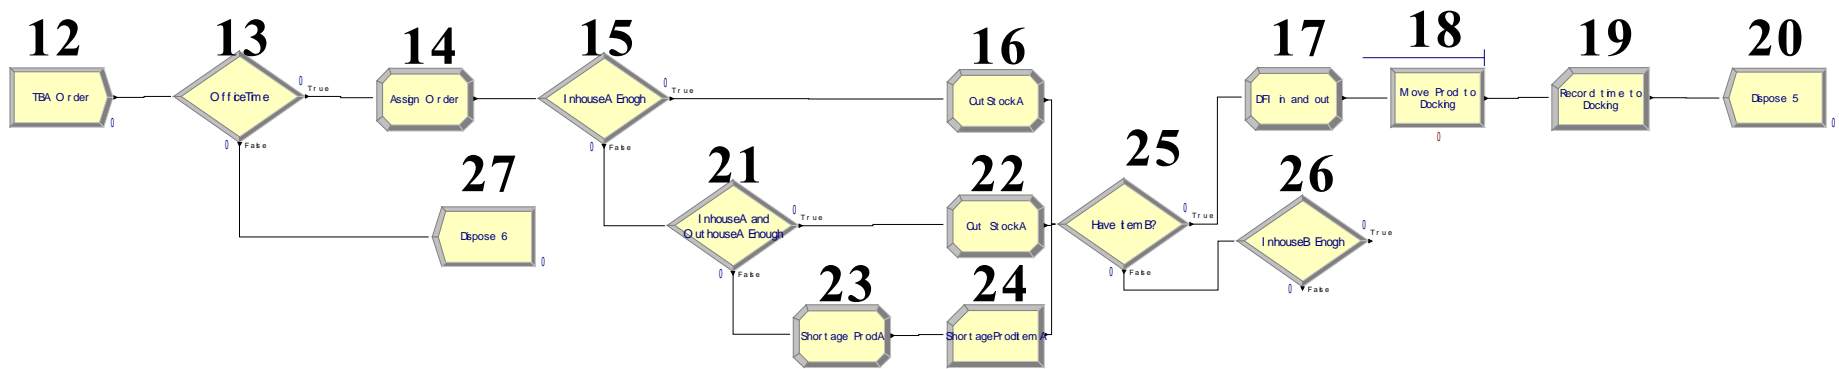 12
13
14
15
16
17
18
19
20
TBA Order
OfficeTime
0
True
Assign Order
InhouseA Enogh
0
True
Cut StockA
DFI in and out
Move Prod to
Docking
Record time to
Docking
Dispose 5
0
0
False
0
False
0
0
27
Dispose 6
0
21
InhouseA and
OuthouseA Enough
0
True
0
False
22
Cut StockA
25
Have Item B?
0
True
0
False
26
InhouseB Enogh
0
True
0
False
23
Shortage ProdA
24
ShortageProdItem A